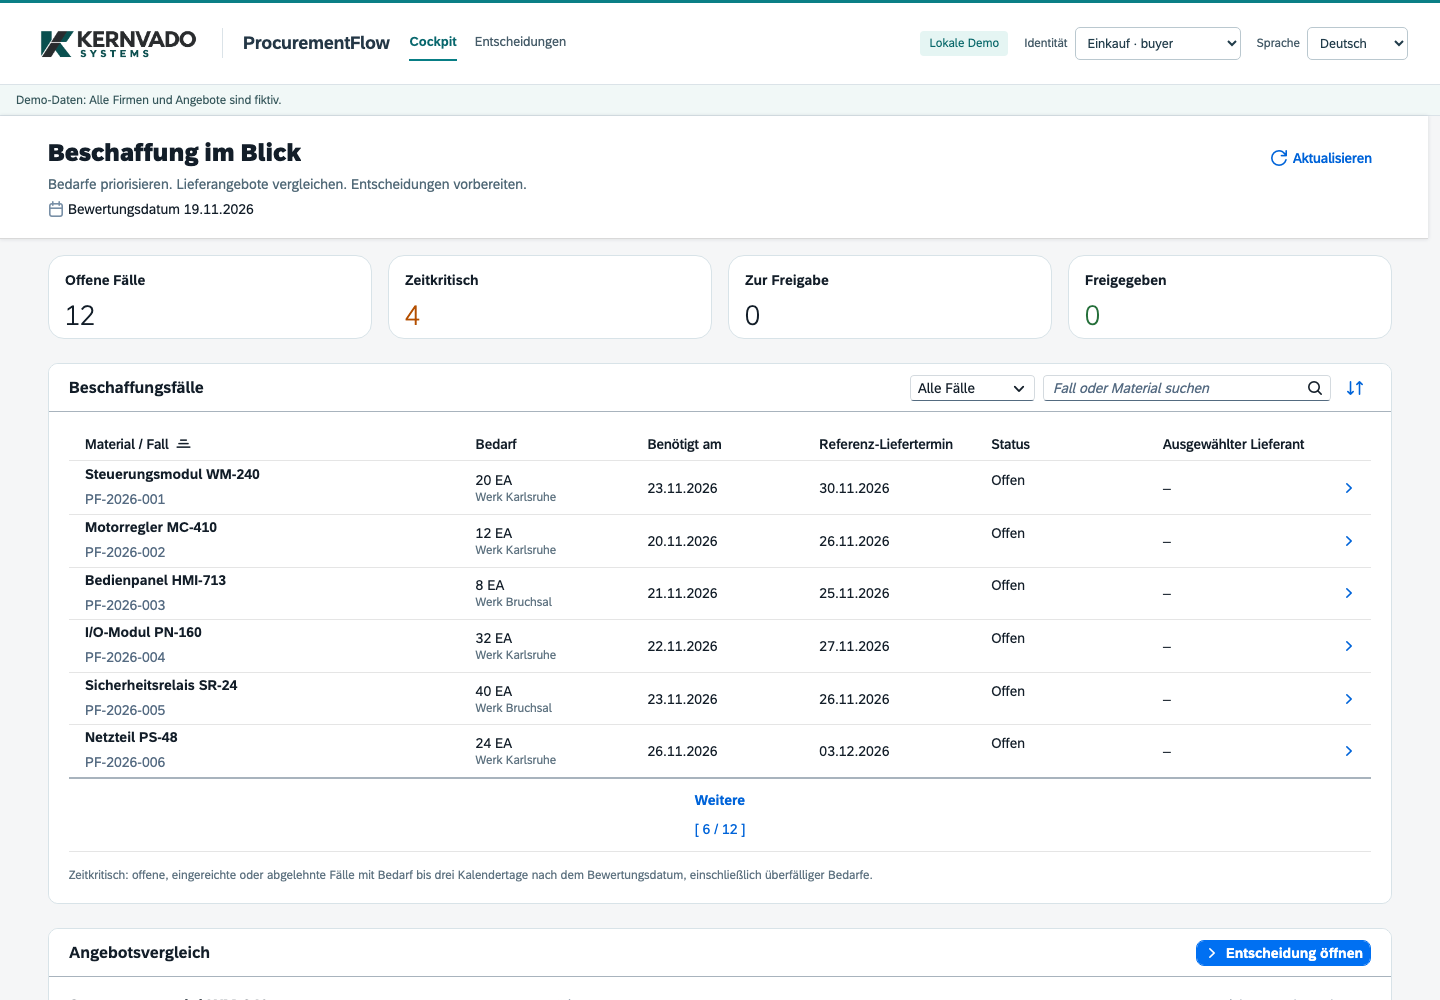 KERNVADO
SYSTEMS
ProcurementFlow
Cockpit
Entscheidungen
Lokale Demo
Identität
Einkauf · buyer
Sprache
Deutsch
Demo-Daten: Alle Firmen und Angebote sind fiktiv.
Beschaffung im Blick
Aktualisieren
Bedarfe priorisieren. Lieferangebote vergleichen. Entscheidungen vorbereiten.
Bewertungsdatum 19.11.2026
Offene Fälle
12
Zeitkritisch
4
Zur Freigabe
0
Freigegeben
0
Beschaffungsfälle
Alle Fälle
Fall oder Material suchen
Material / Fall
Bedarf
Benötigt am
Referenz-Liefertermin
Status
Ausgewählter Lieferant
Steuerungsmodul WM-240
PF-2026-001
20 EA
Werk Karlsruhe
23.11.2026
30.11.2026
Offen
–
Motorregler MC-410
PF-2026-002
12 EA
Werk Karlsruhe
20.11.2026
26.11.2026
Offen
–
Bedienpanel HMI-713
PF-2026-003
8 EA
Werk Bruchsal
21.11.2026
25.11.2026
Offen
–
I/O-Modul PN-160
PF-2026-004
32 EA
Werk Karlsruhe
22.11.2026
27.11.2026
Offen
–
Sicherheitsrelais SR-24
PF-2026-005
40 EA
Werk Bruchsal
23.11.2026
26.11.2026
Offen
–
Netzteil PS-48
PF-2026-006
24 EA
Werk Karlsruhe
26.11.2026
03.12.2026
Offen
–
Weitere
[ 6 / 12 ]
Zeitkritisch: offene, eingereichte oder abgelehnte Fälle mit Bedarf bis drei Kalendertage nach dem Bewertungsdatum, einschließlich überfälliger Bedarfe.
Angebotsvergleich
Entscheidung öffnen